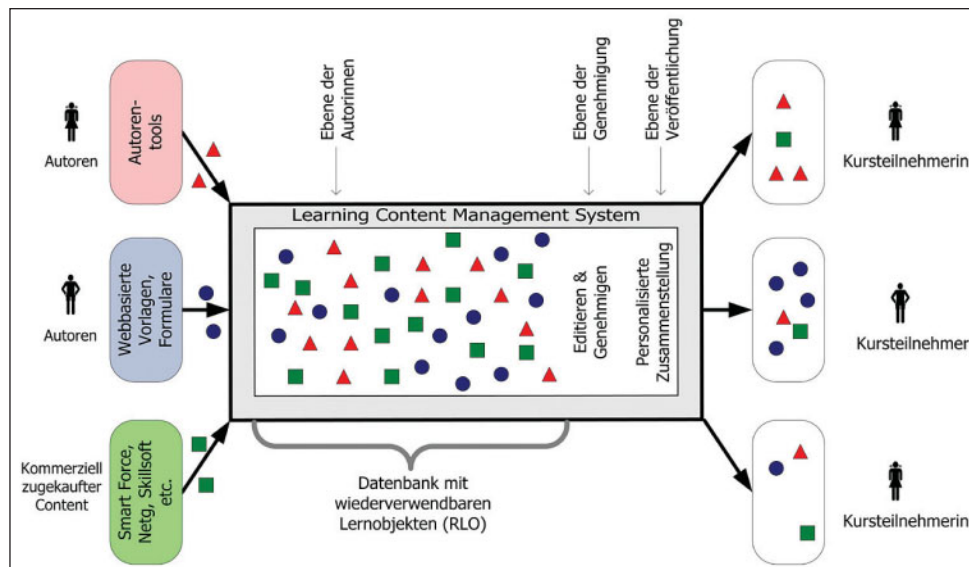 Autoren-
tools
Autoren
Ebene der
Autorinnen
Ebene der
Genehmigung
Ebene der
Veröffentlichung
Kursteilnehmerin
Learning Content Management System
Webbasierte
Vorlagen,
Formulare
Autoren
Editieren &
Genehmigen
Personalisierte
Zusammenstellung
Kursteilnehmer
Kommerziell
zugekaufter
Content
Smart Force,
Netg, Skillsoft
etc.
Datenbank mit
wiederverwendbaren
Lernobjekten (RLO)
Kursteilnehmerin